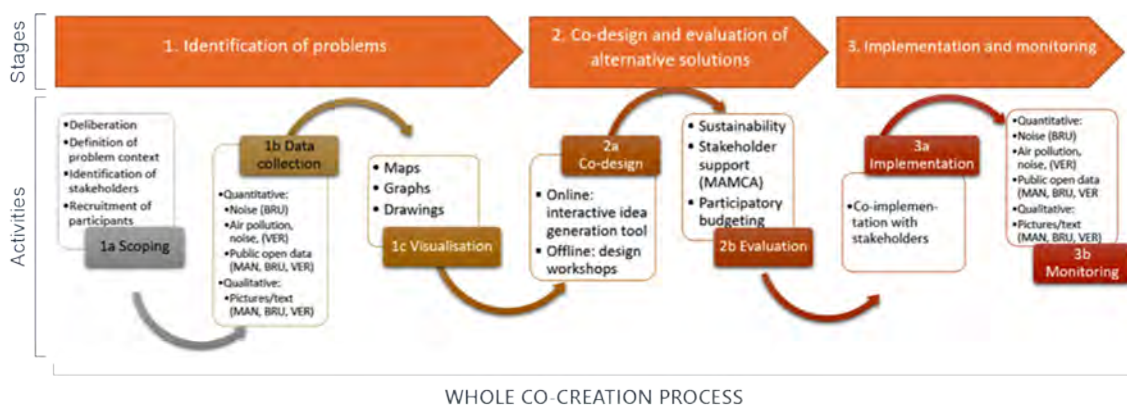 Stages
1. Identification of problems
2. Co-design and evaluation of
alternative solutions
3. Implementation and monitoring
Activities
•Deliberation
•Definition of
problem context
•Identification of
stakeholders
•Recruitment of
participants
1a Scoping
1b Data
collection
•Quantitative:
•Noise (BRU)
•Air pollution,
noise, (VER)
•Public open data
(MAN, BRU, VER)
•Qualitative:
•Pictures/text
(MAN, BRU, VER)
•Maps
•Graphs
•Drawings
1c Visualisation
2a
Co-design
•Online:
interactive idea
generation tool
•Offline: design
workshops
•Sustainability
•Stakeholder
support
(MAMCA)
•Participatory
budgeting
2b Evaluation
3a
Implementation
•Co-implemen-
tation with
stakeholders
•Quantitative:
•Noise (BRU)
•Air pollution,
noise, (VER)
•Public open data
(MAN, BRU, VER
•Qualitative:
•Pictures/text
(MAN, BRU, VER)
3b
Monitoring
WHOLE CO-CREATION PROCESS